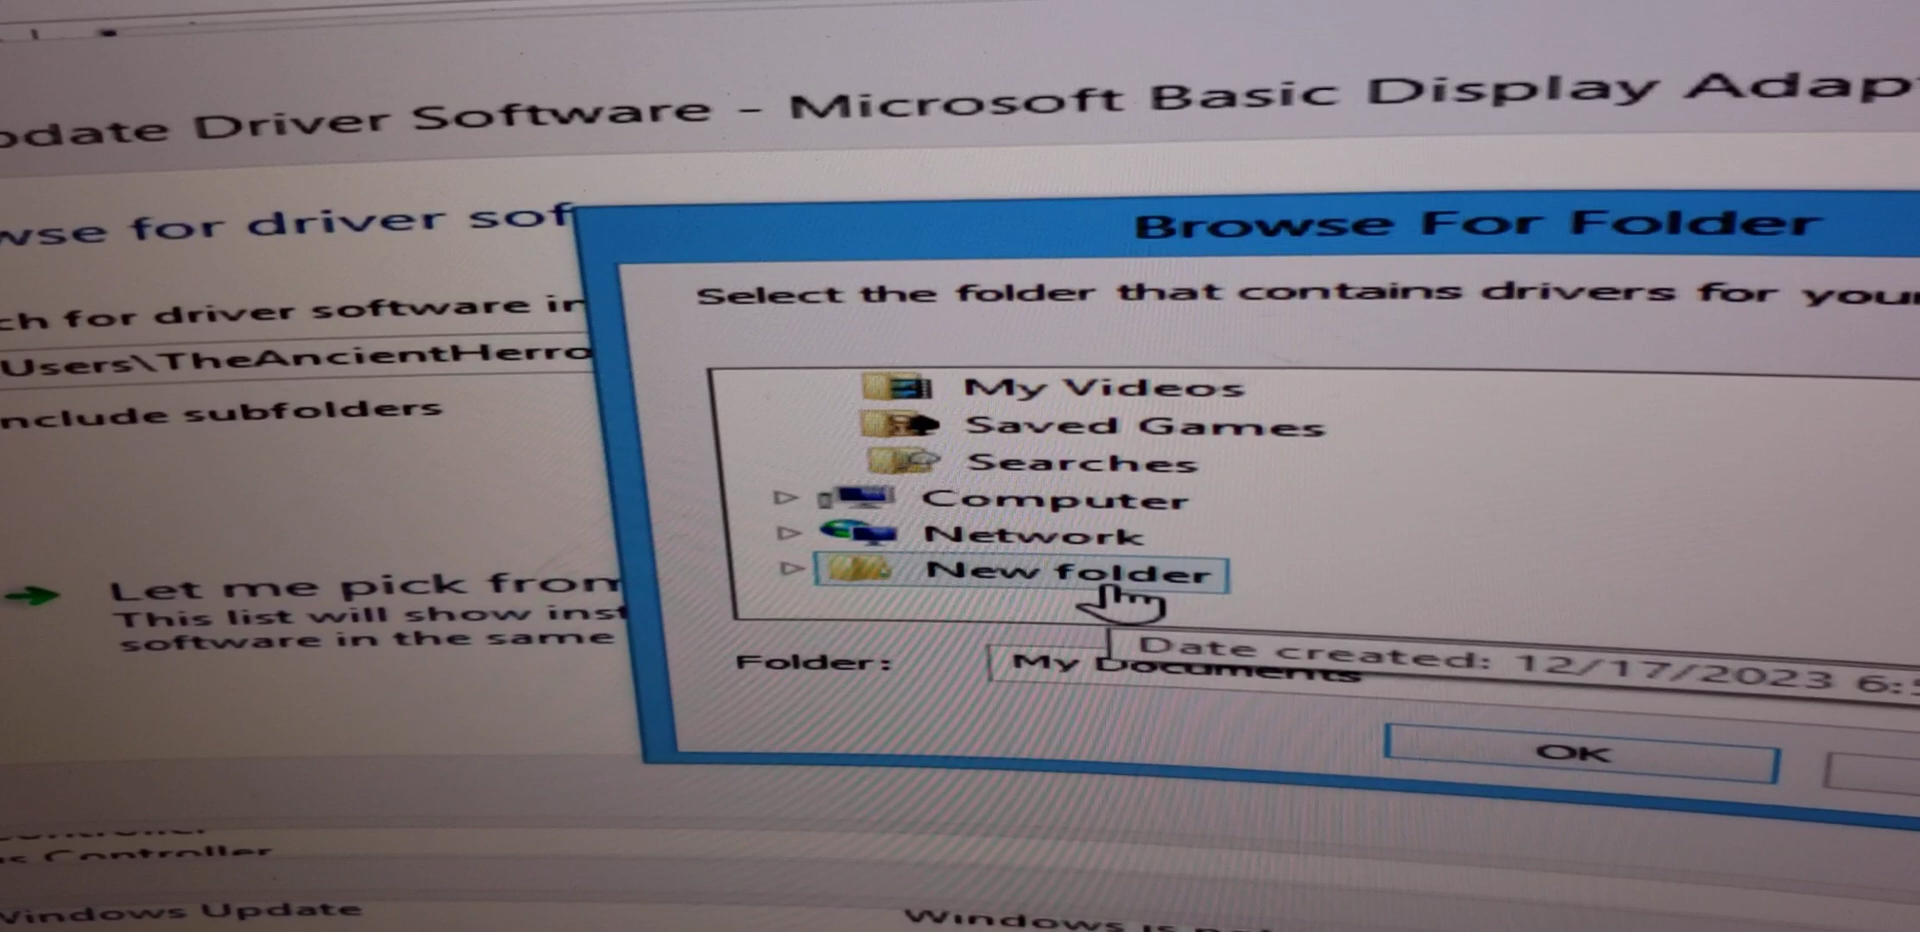 pdate Driver Software - Microsoft Basic Display Adap
wse for driver sof
Browse For Folder
ch for driver software in
Select the folder that contains drivers for your
Users\TheAncientHerro
nclude subfolders
My Videos
Saved Games
Searches
Computer
Network
New folder
Let me pick from
This list will show inst
software in the same
Folder:
My Documents
Date created: 12/17/2023 6:
OK
Controller
Windows Update
Windows is